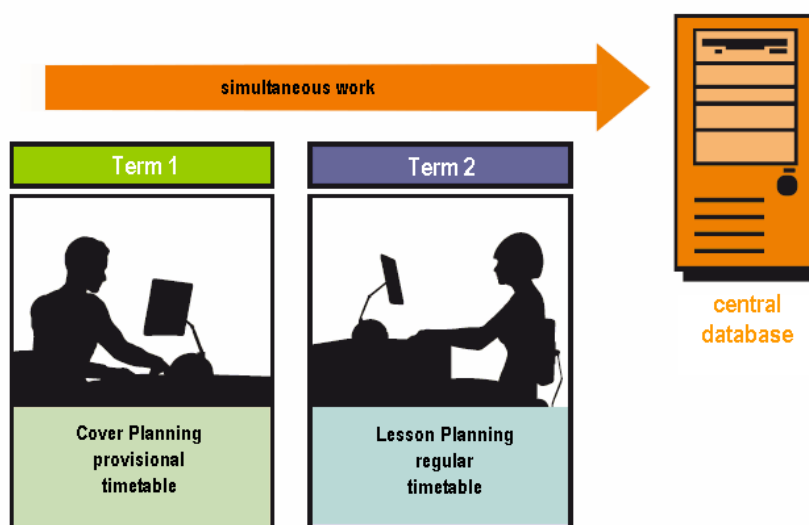 simultaneous work
Term 1
Term 2
central
database
Cover Planning
provisional
timetable
Lesson Planning
regular
timetable